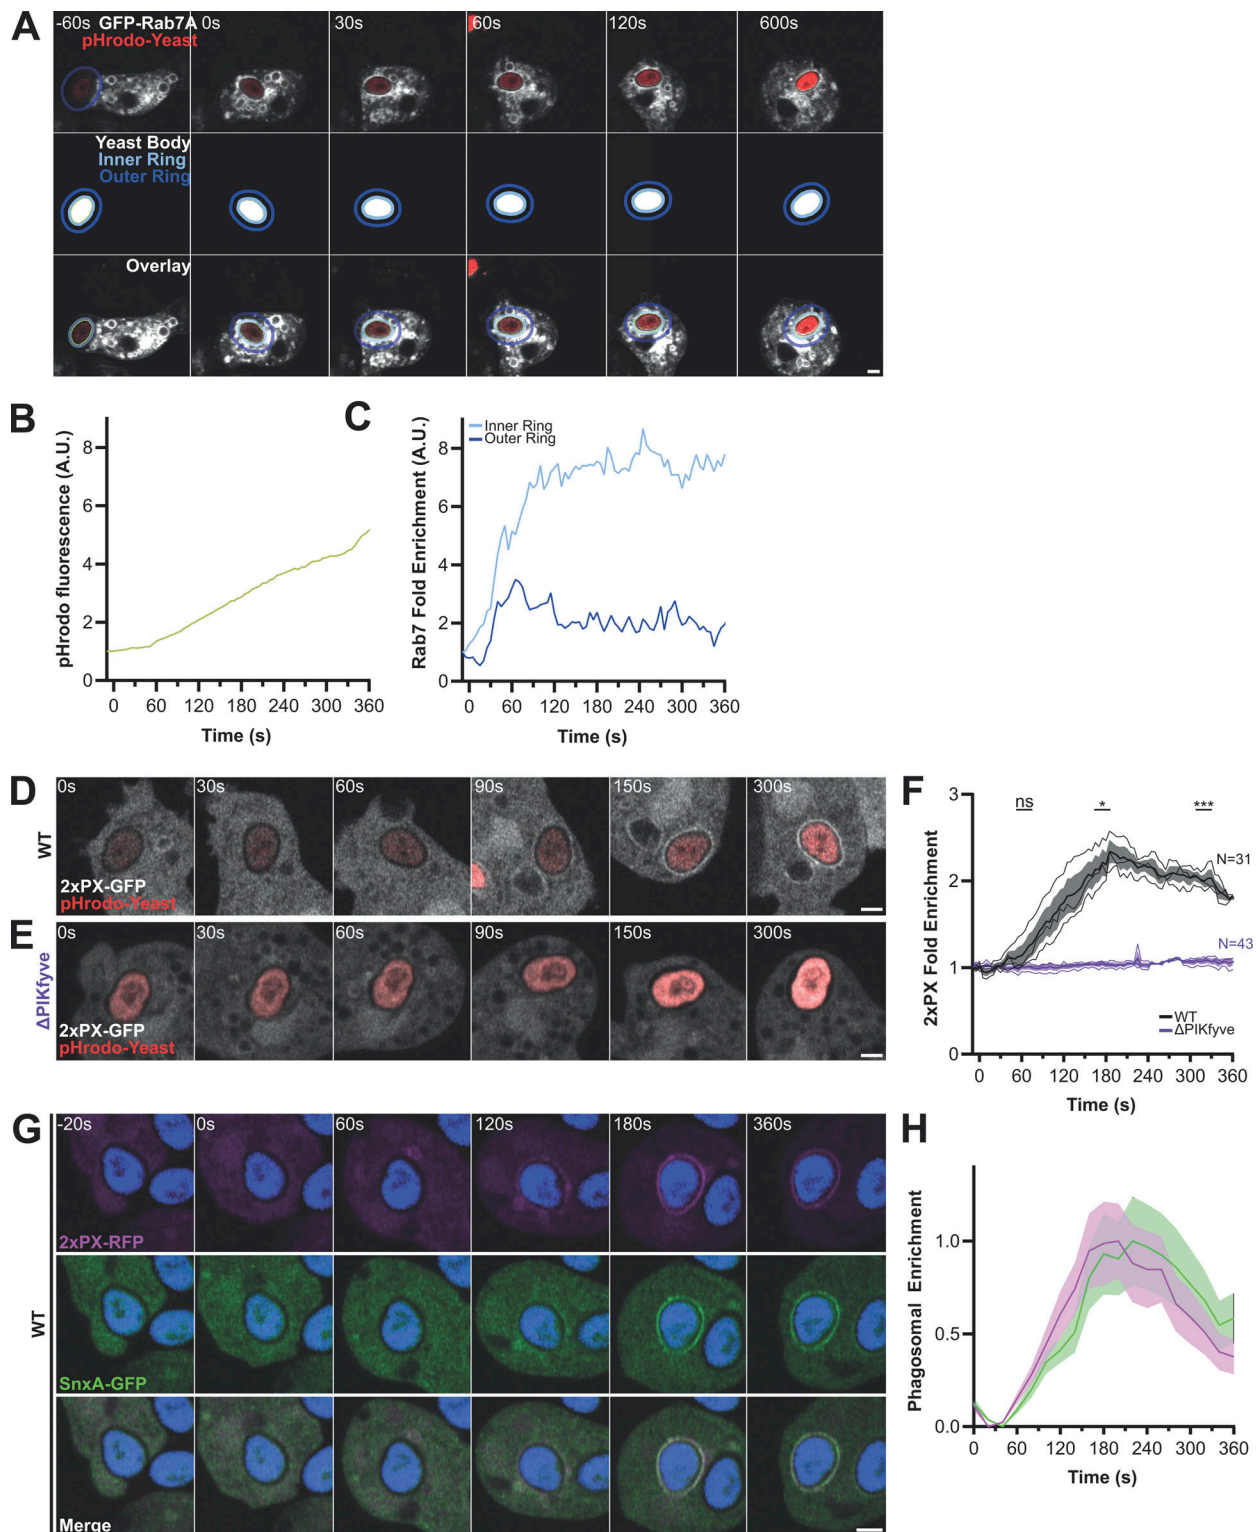 A
-60s GFP-Rab7A 0s 30s 60s 120s 600s
pHrodo-Yeast
Yeast Body
Inner Ring
Outer Ring
Overlay
B
pHrodo fluorescence (A.U.)
8
6
4
2
0
0 60 120 180 240 300 360
Time (s)
C
Rab7 Fold Enrichment (A.U.)
Inner Ring
Outer Ring
8
6
4
2
0
0 60 120 180 240 300 360
Time (s)
D
WT
0s 30s 60s 90s 150s 300s
2xPX-GFP
pHrodo-Yeast
E
ΔPIKfyve
0s 30s 60s 90s 150s 300s
2xPX-GFP
pHrodo-Yeast
F
2xPX Fold Enrichment
3
2
1
0
ns * ***
N=31
N=43
WT
ΔPIKfyve
0 60 120 180 240 300 360
Time (s)
G
WT
-20s 0s 60s 120s 180s 360s
2xPX-RFP
SnxA-GFP
Merge
H
Phagosomal Enrichment
1.0
0.5
0.0
0 60 120 180 240 300 360
Time (s)